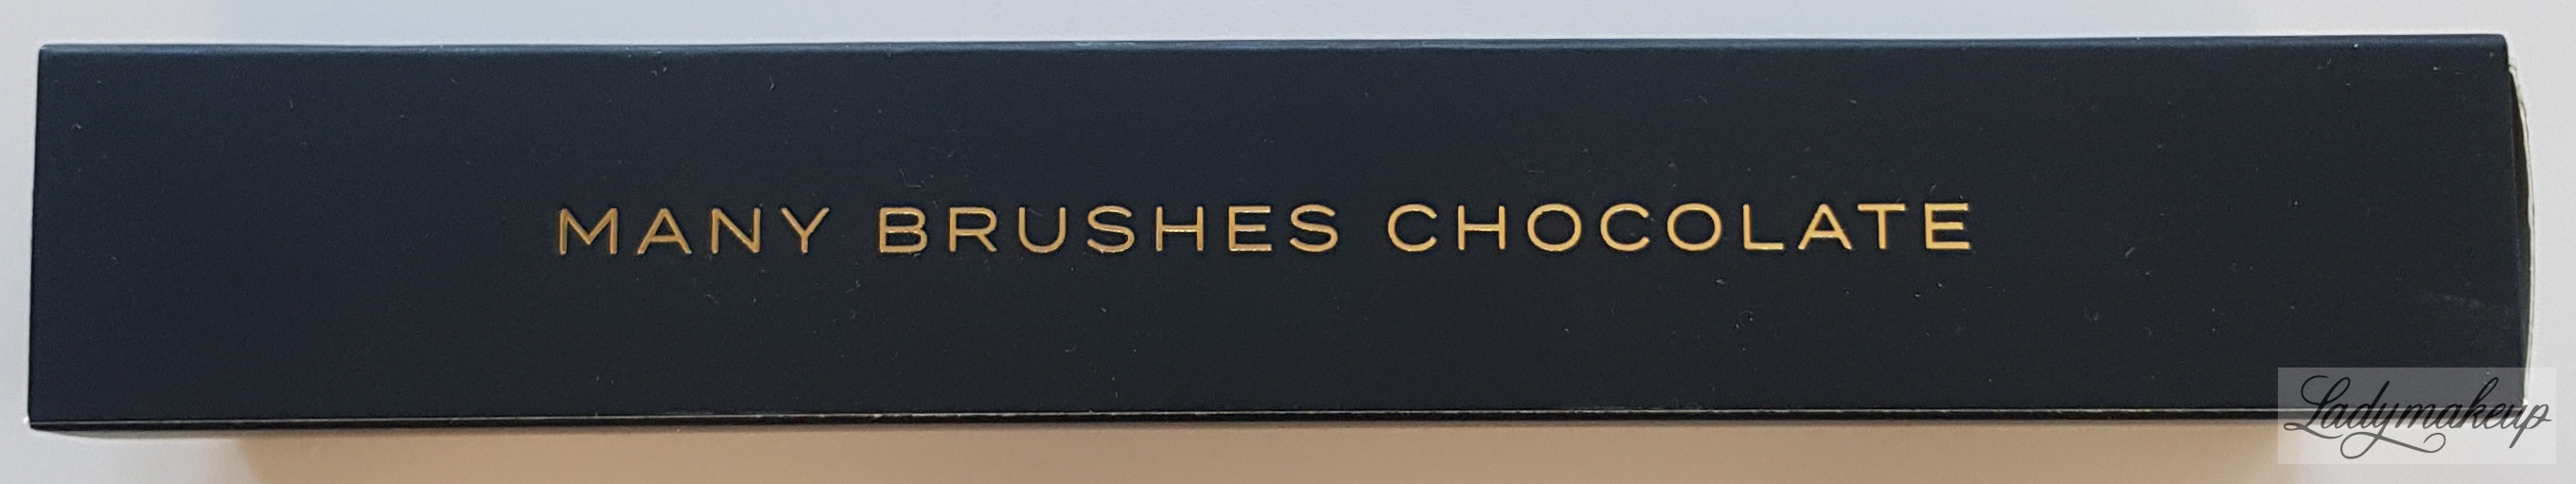 MANY BRUSHES CHOCOLATE
Ladymakeup